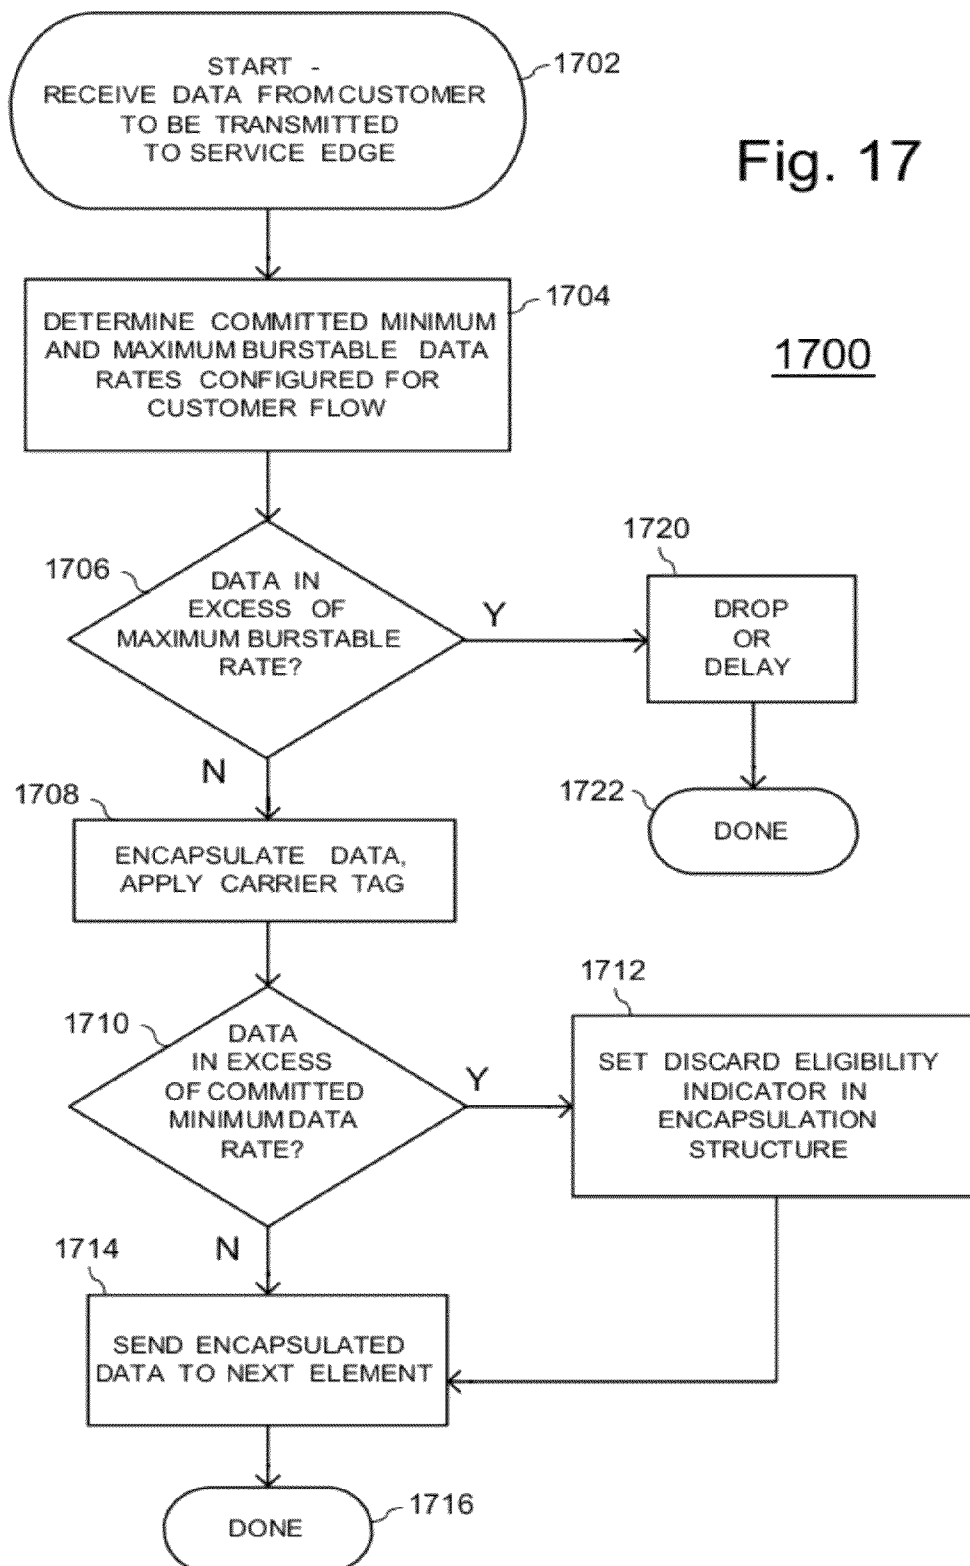 START -
RECEIVE DATA FROM CUSTOMER
TO BE TRANSMITTED
TO SERVICE EDGE
1702
Fig. 17
1700
1704
DETERMINE COMMITTED MINIMUM
AND MAXIMUM BURSTABLE DATA
RATES CONFIGURED FOR
CUSTOMER FLOW
1706
DATA IN
EXCESS OF
MAXIMUM BURSTABLE
RATE?
Y
N
1720
DROP
OR
DELAY
1722
DONE
1708
ENCAPSULATE DATA,
APPLY CARRIER TAG
1710
DATA
IN EXCESS
OF COMMITTED
MINIMUM DATA
RATE?
Y
N
1712
SET DISCARD ELIGIBILITY
INDICATOR IN
ENCAPSULATION
STRUCTURE
1714
SEND ENCAPSULATED
DATA TO NEXT ELEMENT
DONE
1716